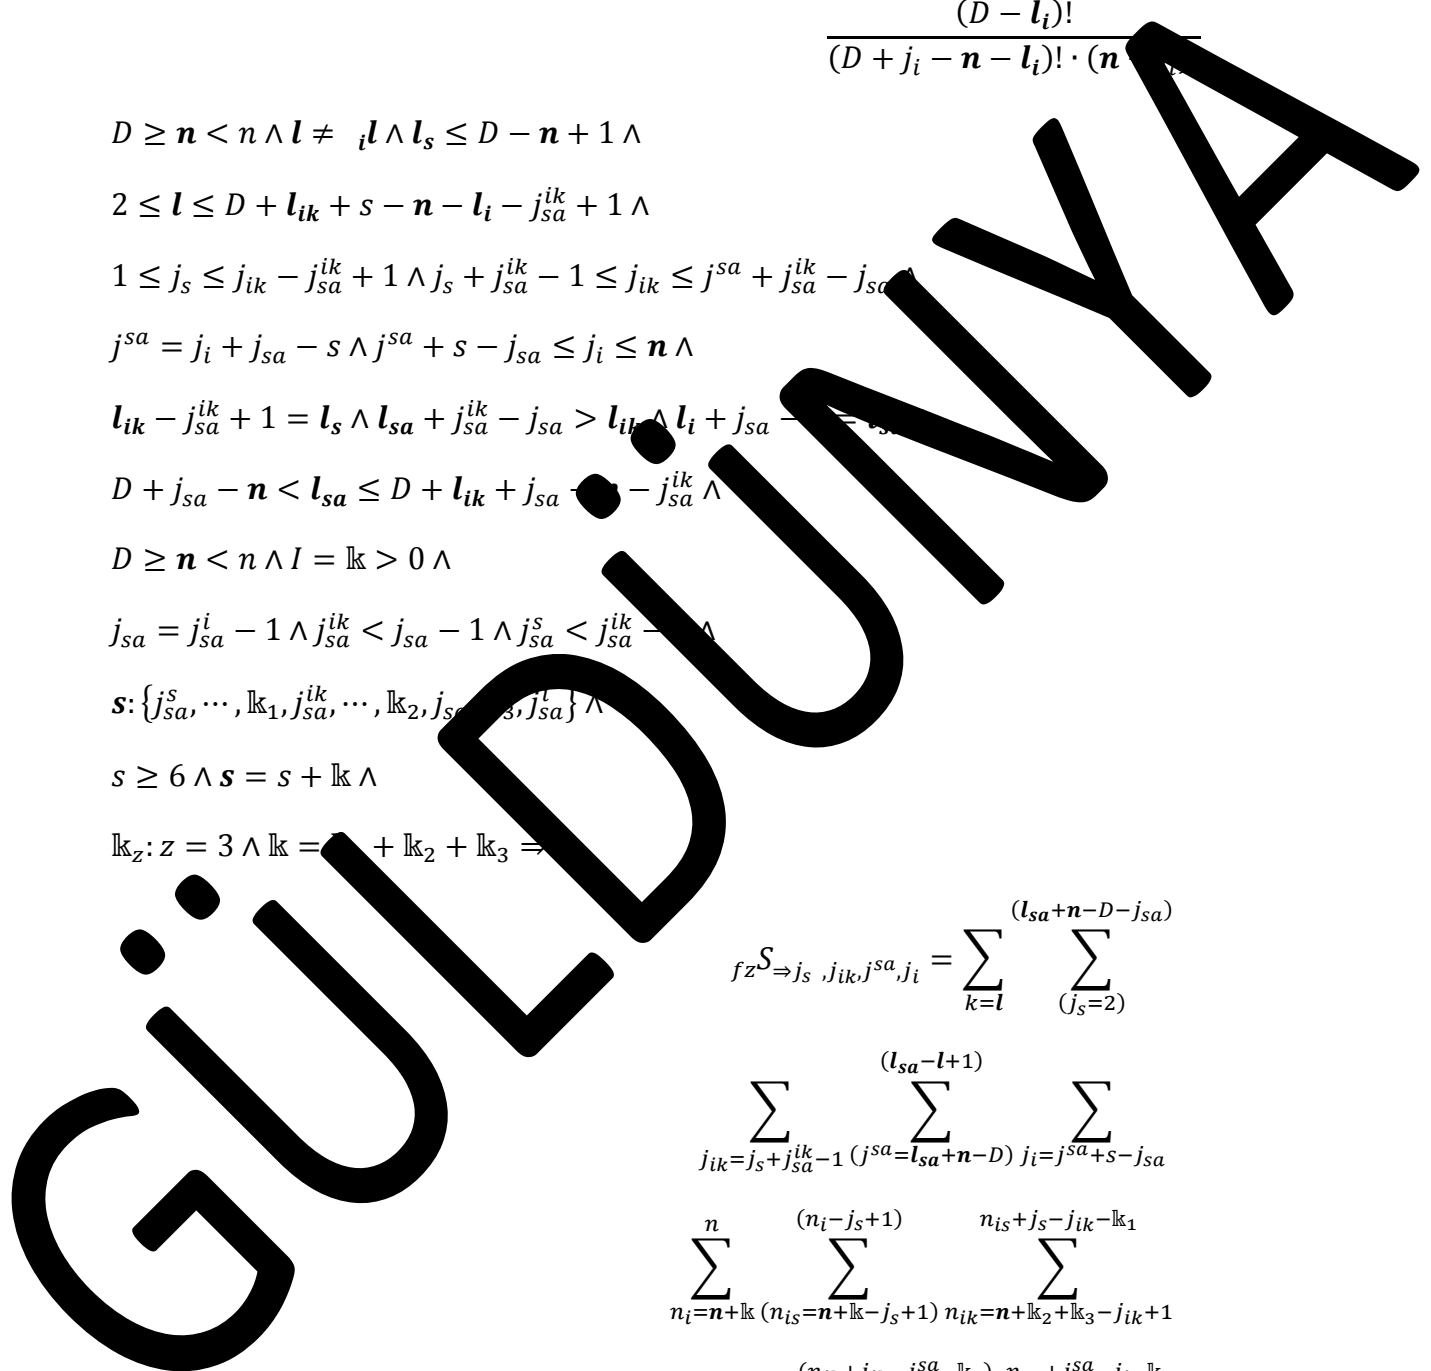 (D − l_i)!
(D + j_i − n − l_i)! · (n
D ≥ n < n ∧ l ≠ _il ∧ l_s ≤ D − n + 1 ∧
2 ≤ l ≤ D + l_ik + s − n − l_i − j_sa^ik + 1 ∧
1 ≤ j_s ≤ j_ik − j_sa^ik + 1 ∧ j_s + j_sa^ik − 1 ≤ j_ik ≤ j^sa + j_sa^ik − j_sa ∧
j^sa = j_i + j_sa − s ∧ j^sa + s − j_sa ≤ j_i ≤ n ∧
l_ik − j_sa^ik + 1 = l_s ∧ l_sa + j_sa^ik − j_sa > l_ik ∧ l_i + j_sa − =
D + j_sa − n < l_sa ≤ D + l_ik + j_sa − − j_sa^ik ∧
D ≥ n < n ∧ I = 𝕜 > 0 ∧
j_sa = j_sa^i − 1 ∧ j_sa^ik < j_sa − 1 ∧ j_sa^s < j_sa^ik − ∧
s: {j_sa^s, ⋯ , 𝕜_1, j_sa^ik, ⋯ , 𝕜_2, j_sa 3, j_sa^i} ∧
s ≥ 6 ∧ s = s + 𝕜 ∧
𝕜_z: z = 3 ∧ 𝕜 = + 𝕜_2 + 𝕜_3 ⇒
(l_sa+n−D−j_sa)
_fzS_⇒j_s ,j_ik,j^sa,j_i = ∑ ∑
k=l (j_s=2)
(l_sa−l+1)
∑ ∑ ∑
j_ik=j_s+j_sa^ik−1 (j^sa=l_sa+n−D) j_i=j^sa+s−j_sa
n (n_i−j_s+1) n_is+j_s−j_ik−𝕜_1
∑ ∑ ∑
n_i=n+𝕜 (n_is=n+𝕜−j_s+1) n_ik=n+𝕜_2+𝕜_3−j_ik+1
GÜLDÜNYA